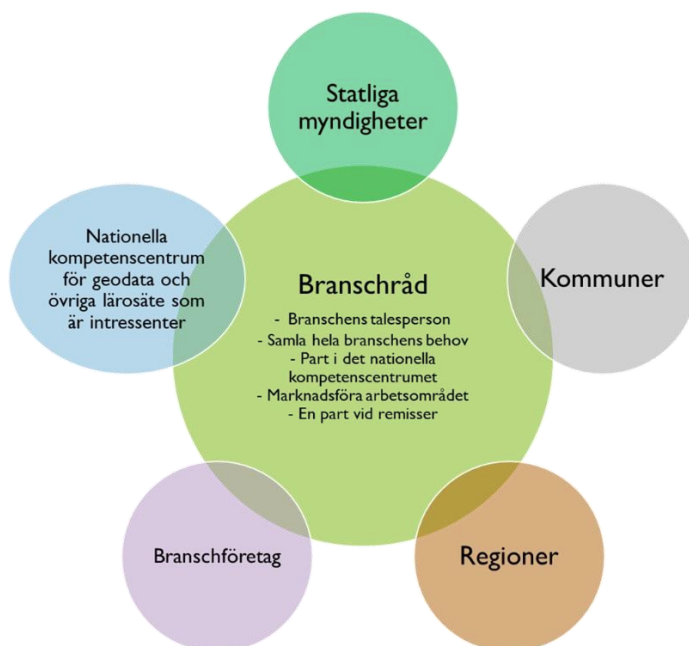 Statliga
myndigheter
Nationella
kompetenscentrum
för geodata och
övriga lärosäte som
är intressenter
Kommuner
Branschråd
- Branschens talesperson
- Samla hela branschens behov
- Part i det nationella
kompetenscentrumet
- Marknadsföra arbetsområdet
- En part vid remisser
Branschföretag
Regioner